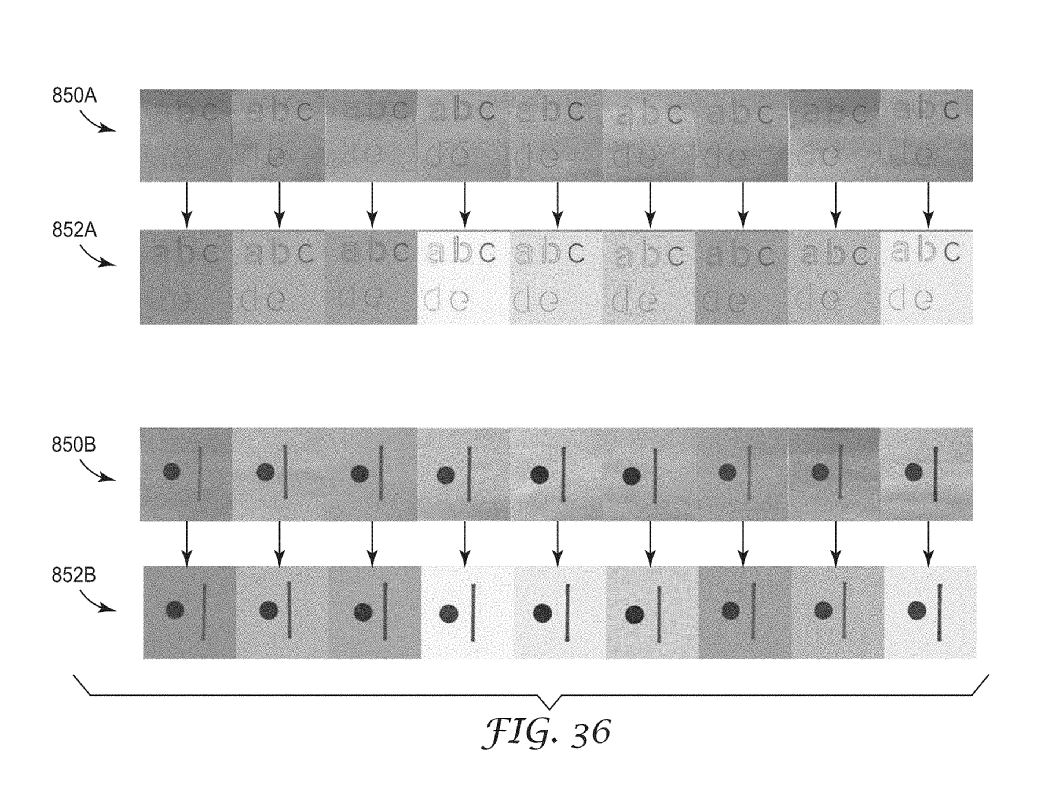 850A
abc abc abc abc abc abc abc abc abc
de de de de de de de de de
852A
abc abc abc abc abc abc abc abc abc
de de de de de de de de de
850B
852B
FIG. 36